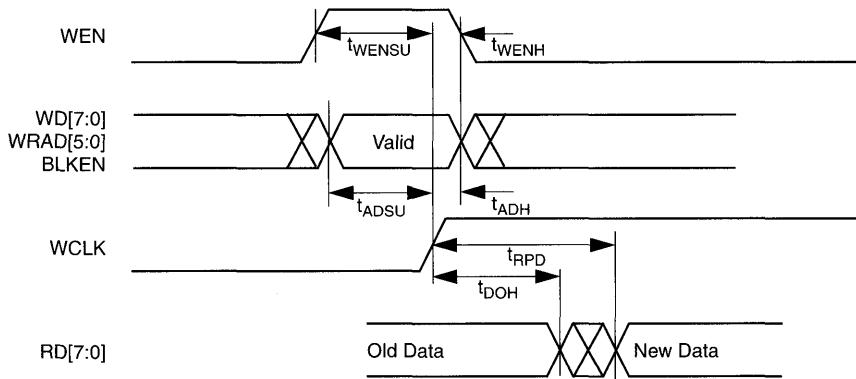 WEN
tWENSU
tWENH
WD[7:0]
WRAD[5:0]
BLKEN
Valid
tADSU
tADH
WCLK
tRPD
tDOH
RD[7:0]
Old Data
New Data